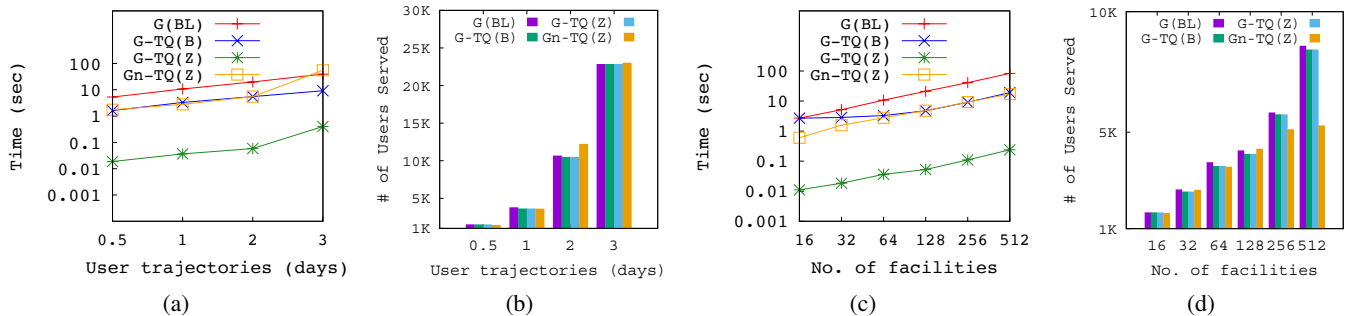 G(BL)
G-TQ(B)
G-TQ(Z)
Gn-TQ(Z)
100
10
1
0.1
0.01
0.001
Time (sec)
0.5 1 2 3
User trajectories (days)
(a)
G(BL) G-TQ(Z)
G-TQ(B) Gn-TQ(Z)
30K
25K
20K
15K
10K
5K
1K
# of Users Served
0.5 1 2 3
User trajectories (days)
(b)
G(BL)
G-TQ(B)
G-TQ(Z)
Gn-TQ(Z)
100
10
1
0.1
0.01
0.001
Time (sec)
16 32 64 128 256 512
No. of facilities
(c)
G(BL) G-TQ(Z)
G-TQ(B) Gn-TQ(Z)
10K
5K
1K
# of Users Served
16 32 64 128 256 512
No. of facilities
(d)